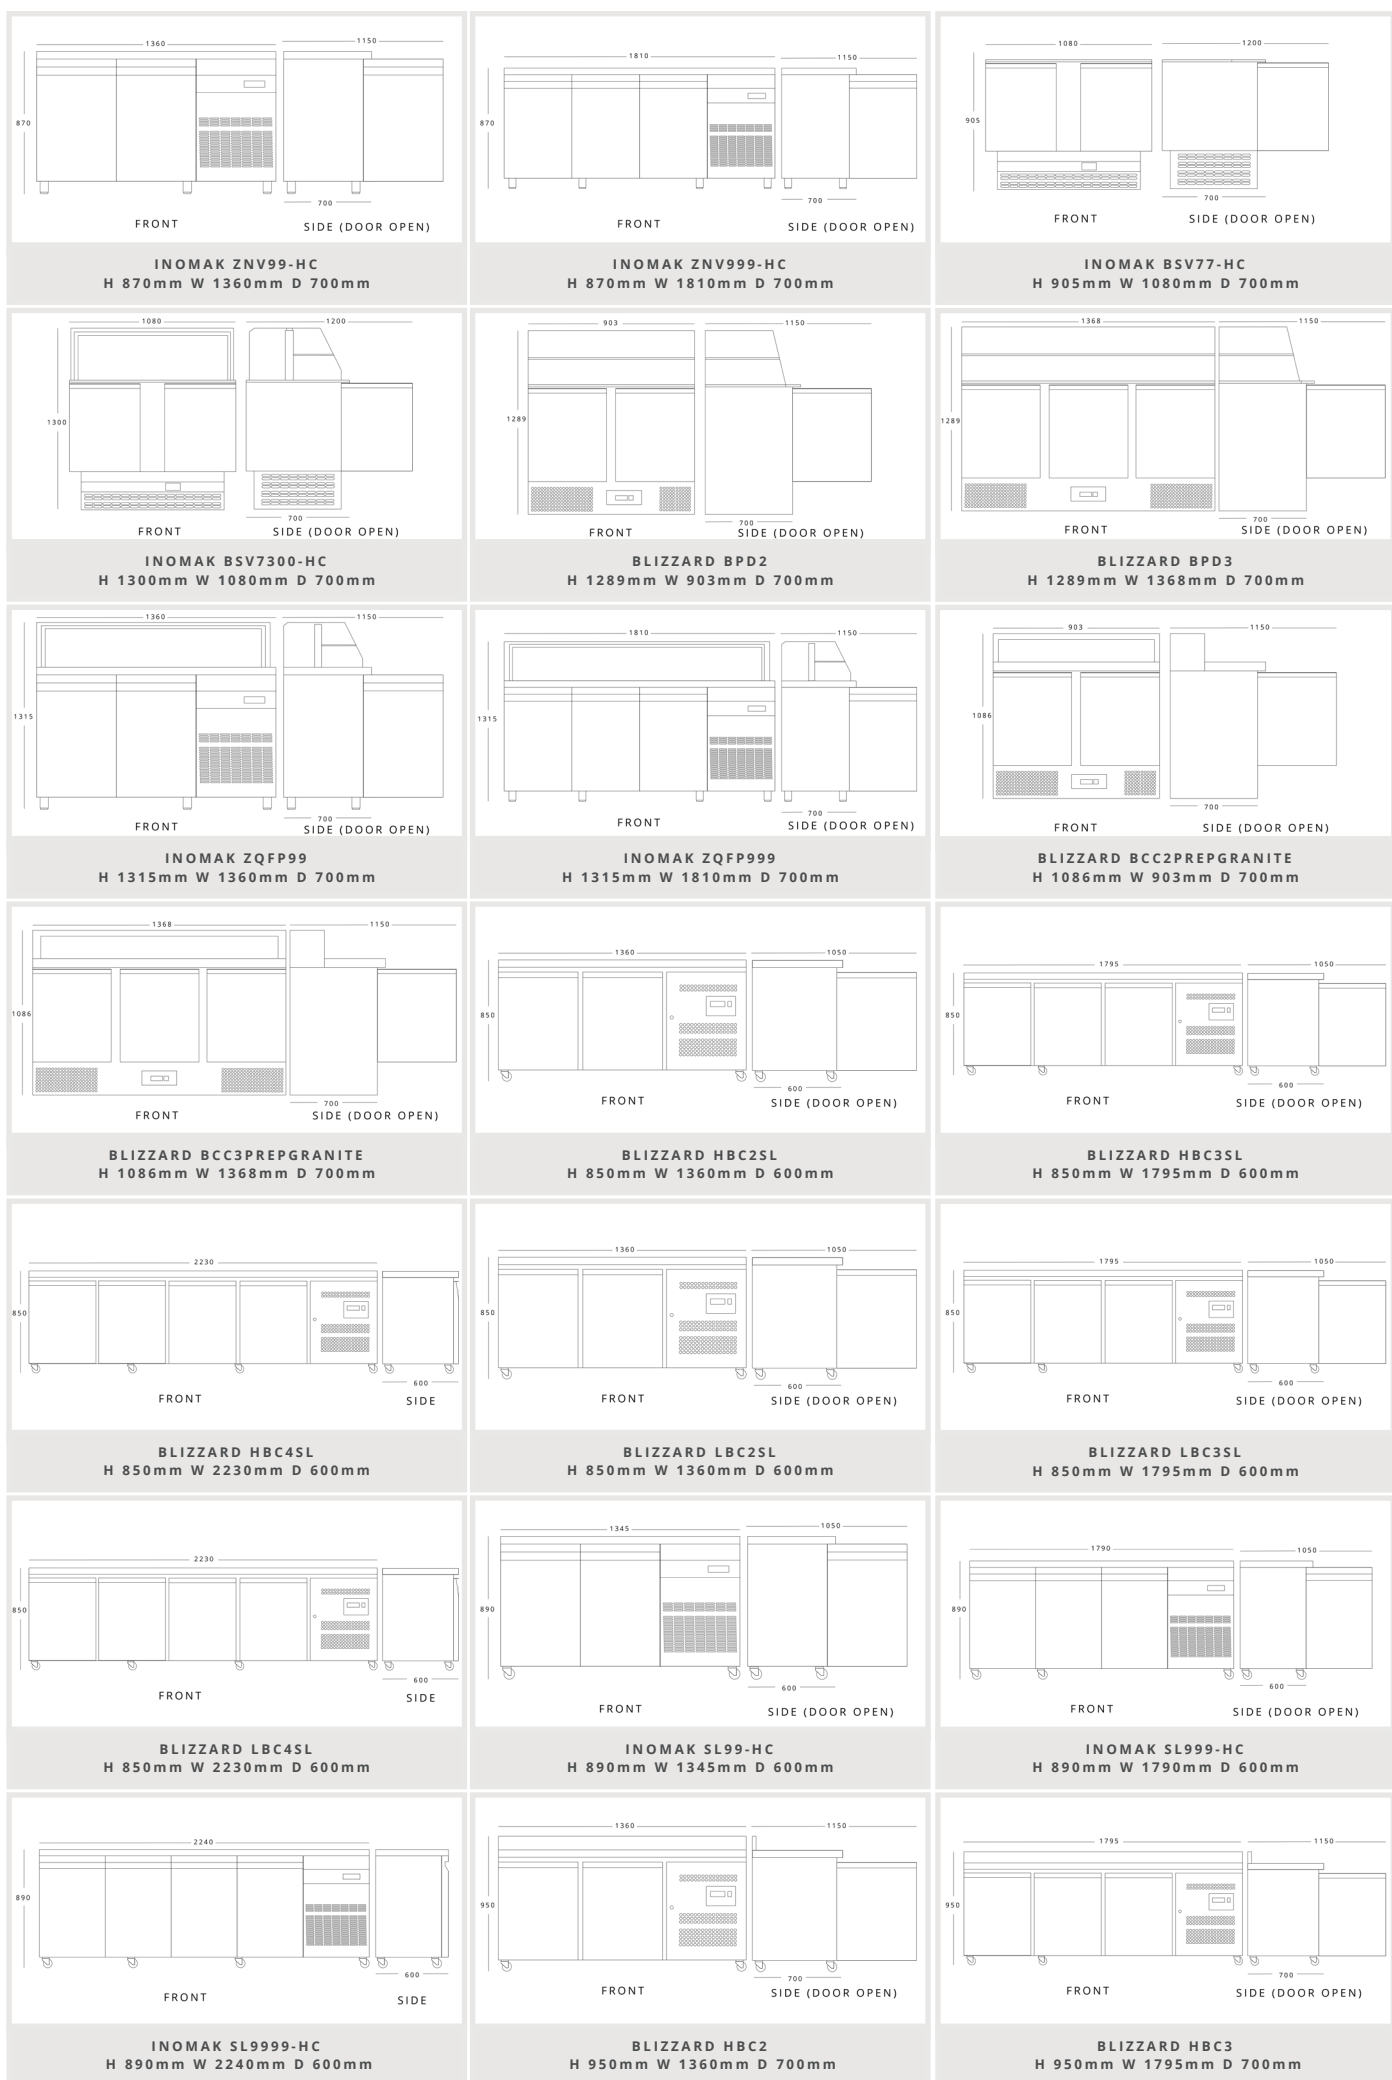 1360
1150
870
700
FRONT
SIDE (DOOR OPEN)
INOMAK ZNV99-HC
H 870mm W 1360mm D 700mm
1810
1150
870
700
FRONT
SIDE (DOOR OPEN)
INOMAK ZNV999-HC
H 870mm W 1810mm D 700mm
1080
1200
905
700
FRONT
SIDE (DOOR OPEN)
INOMAK BSV77-HC
H 905mm W 1080mm D 700mm
1080
1200
1300
700
FRONT
SIDE (DOOR OPEN)
INOMAK BSV7300-HC
H 1300mm W 1080mm D 700mm
903
1150
1289
700
FRONT
SIDE (DOOR OPEN)
BLIZZARD BPD2
H 1289mm W 903mm D 700mm
1368
1150
1289
700
FRONT
SIDE (DOOR OPEN)
BLIZZARD BPD3
H 1289mm W 1368mm D 700mm
1360
1150
1315
700
FRONT
SIDE (DOOR OPEN)
INOMAK ZQFP99
H 1315mm W 1360mm D 700mm
1810
1150
1315
700
FRONT
SIDE (DOOR OPEN)
INOMAK ZQFP999
H 1315mm W 1810mm D 700mm
903
1150
1086
700
FRONT
SIDE (DOOR OPEN)
BLIZZARD BCC2PREPGRANITE
H 1086mm W 903mm D 700mm
1368
1150
1086
700
FRONT
SIDE (DOOR OPEN)
BLIZZARD BCC3PREPGRANITE
H 1086mm W 1368mm D 700mm
1360
1050
850
600
FRONT
SIDE (DOOR OPEN)
BLIZZARD HBC2SL
H 850mm W 1360mm D 600mm
1795
1050
850
600
FRONT
SIDE (DOOR OPEN)
BLIZZARD HBC3SL
H 850mm W 1795mm D 600mm
2230
850
600
FRONT
SIDE
BLIZZARD HBC4SL
H 850mm W 2230mm D 600mm
1360
1050
850
600
FRONT
SIDE (DOOR OPEN)
BLIZZARD LBC2SL
H 850mm W 1360mm D 600mm
1795
1050
850
600
FRONT
SIDE (DOOR OPEN)
BLIZZARD LBC3SL
H 850mm W 1795mm D 600mm
2230
850
600
FRONT
SIDE
BLIZZARD LBC4SL
H 850mm W 2230mm D 600mm
1345
1050
890
600
FRONT
SIDE (DOOR OPEN)
INOMAK SL99-HC
H 890mm W 1345mm D 600mm
1790
1050
890
600
FRONT
SIDE (DOOR OPEN)
INOMAK SL999-HC
H 890mm W 1790mm D 600mm
2240
890
600
FRONT
SIDE
INOMAK SL9999-HC
H 890mm W 2240mm D 600mm
1360
1150
950
700
FRONT
SIDE (DOOR OPEN)
BLIZZARD HBC2
H 950mm W 1360mm D 700mm
1795
1150
950
700
FRONT
SIDE (DOOR OPEN)
BLIZZARD HBC3
H 950mm W 1795mm D 700mm